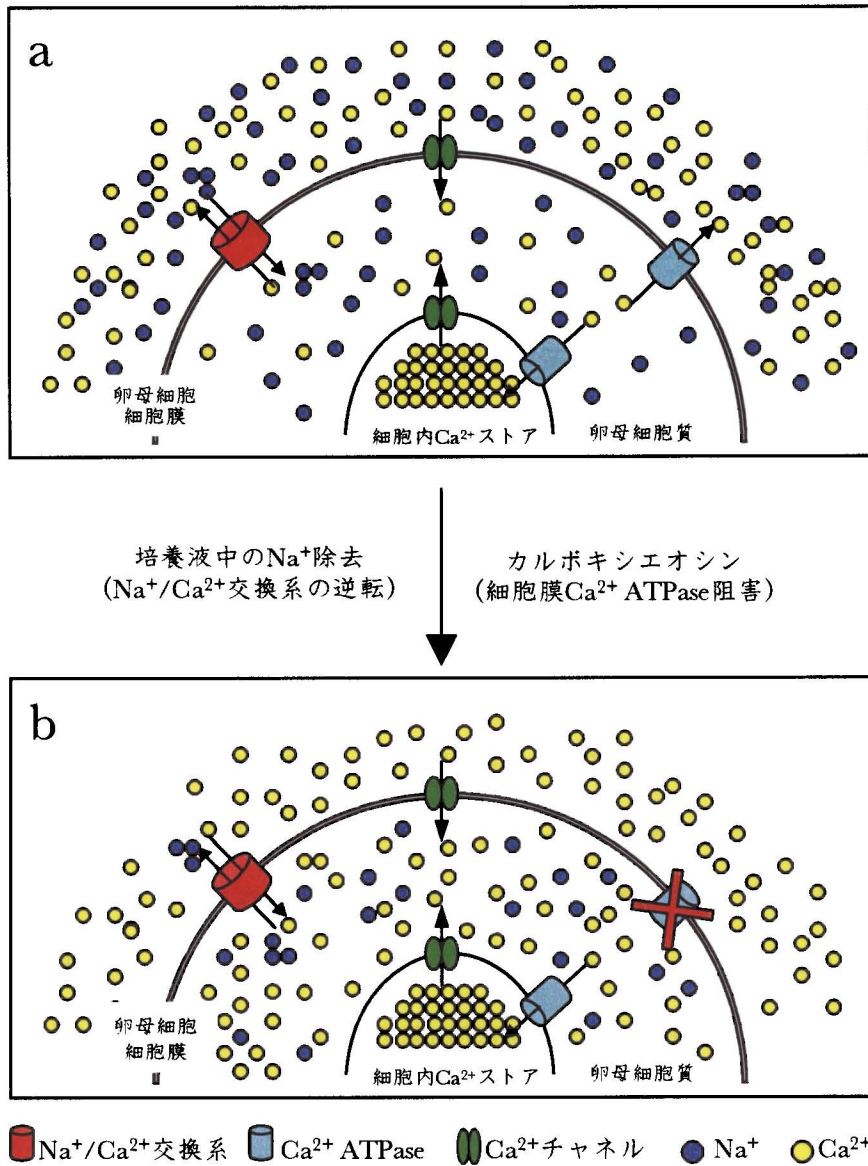 a
卵母細胞
細胞膜
細胞内Ca²⁺ストア
卵母細胞質
培養液中のNa⁺除去
(Na⁺/Ca²⁺交換系の逆転)
カルボキシエオシン
(細胞膜Ca²⁺ ATPase阻害)
b
卵母細胞
細胞膜
細胞内Ca²⁺ストア
卵母細胞質
Na⁺/Ca²⁺交換系 Ca²⁺ ATPase Ca²⁺チャネル Na⁺ Ca²⁺